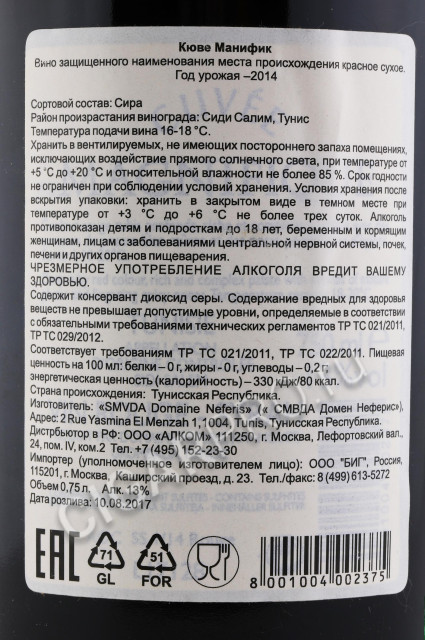 Кюве Манифик
Вино защищенного наименования места происхождения красное сухое.
Год урожая –2014
Сортовой состав: Сира
Район произрастания винограда: Сиди Салим, Тунис
Температура подачи вина 16-18 °C.
Хранить в вентилируемых, не имеющих постороннего запаха помещениях,
исключающих воздействие прямого солнечного света, при температуре от
+5 °C до +20 °C и относительной влажности не более 85 %. Срок годности
не ограничен при соблюдении условий хранения. Условия хранения после
вскрытия упаковки: хранить в закрытом виде в темном месте при
температуре от +3 °C до +6 °C не более трех суток. Алкоголь
противопоказан детям и подросткам до 18 лет, беременным и кормящим
женщинам, лицам с заболеваниями центральной нервной системы, почек,
печени и других органов пищеварения.
ЧРЕЗМЕРНОЕ УПОТРЕБЛЕНИЕ АЛКОГОЛЯ ВРЕДИТ ВАШЕМУ
ЗДОРОВЬЮ.
Содержит консервант диоксид серы. Содержание вредных для здоровья
веществ не превышает допустимые уровни, определяемые в соответствии
с обязательными требованиями технических регламентов ТР ТС 021/2011,
ТР ТС 029/2012.
Соответствует требованиям ТР ТС 021/2011, ТР ТС 022/2011. Пищевая
ценность на 100 мл: белки – 0 г, жиры - 0 г, углеводы – 0,2 г;
энергетическая ценность (калорийность) – 330 кДж/80 ккал.
Страна происхождения: Тунисская Республика.
Изготовитель: «SMVDA Domaine Neferis» (« СМВДА Домен Неферис»),
Адрес: 2 Rue Yasmina El Menzah 1, 1004, Tunis, Тунисская Республика.
Дистрбьютор в РФ: ООО «АЛКОМ» 111250, г. Москва, Лефортовский вал.,
24, пом. IV, ком.2 Тел. +7 (495) 152-23-30
Импортер (уполномоченное изготовителем лицо): ООО "БИГ", Россия,
115201, г. Москва, Каширский проезд, д. 23. Тел./факс: 8 (499) 613-5272
Объем 0,75 л Алк. 13%
Дата розлива: 10.08.2017
EAC 71 GL 51 FOR
8 001004 002375